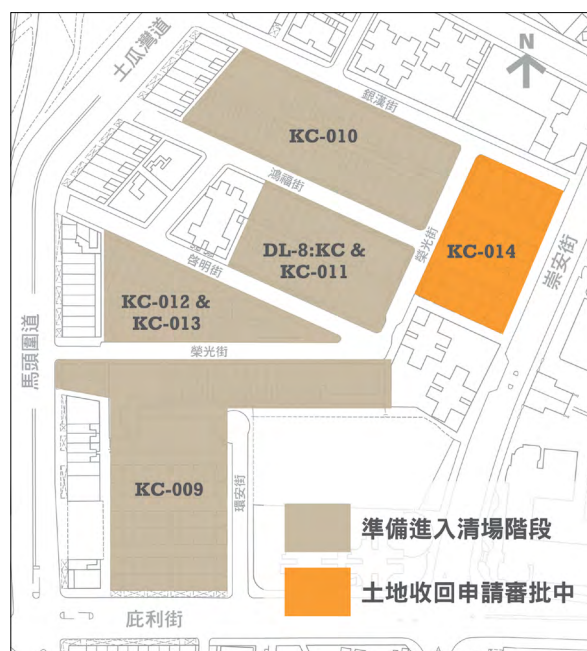 土瓜灣道
N
銀漢街
KC-010
鴻福街
榮光街
KC-014
崇安街
DL-8:KC &
KC-011
啓明街
KC-012 &
KC-013
榮光街
馬頭圍道
KC-009
環安街
準備進入清場階段
土地收回申請審批中
庇利街